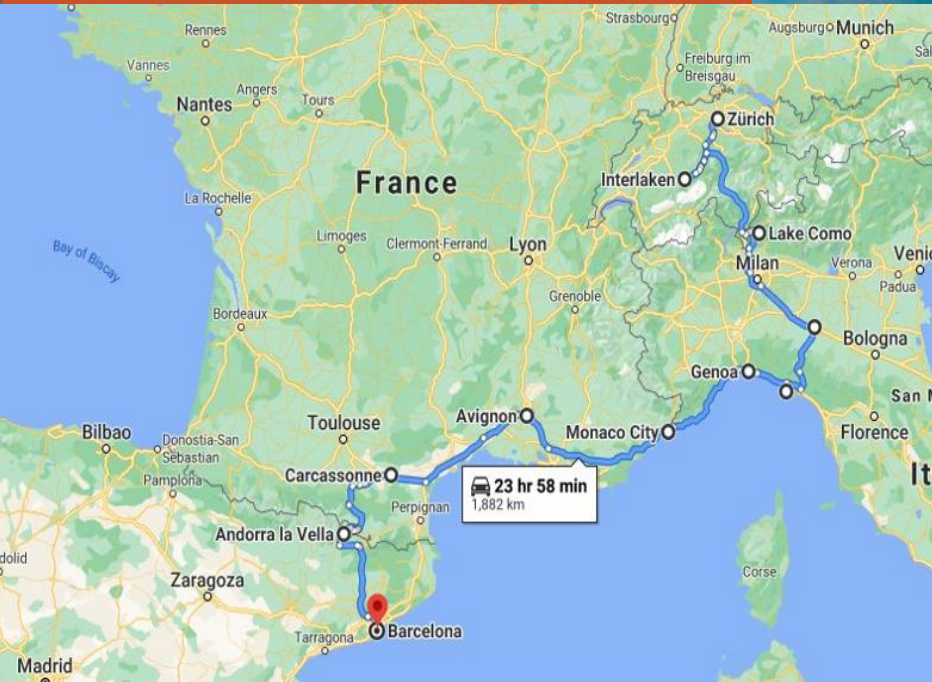 Strasbourg
Rennes
Augsburg
Munich
Vannes
Freiburg im
Breisgau
Angers
Tours
Nantes
Zürich
France
Interlaken
La Rochelle
Limoges
Clermont-Ferrand
Lyon
Lake Como
Bay of Biscay
Milan
Verona
Padua
Grenoble
Bordeaux
Bologna
Genoa
Avignon
Toulouse
Monaco City
Florence
Bilbao
Donostia-San
Sebastian
Pamplona
Carcassonne
23 hr 58 min
1,882 km
Perpignan
Andorra la Vella
Corse
Zaragoza
Tarragona
Barcelona
Madrid